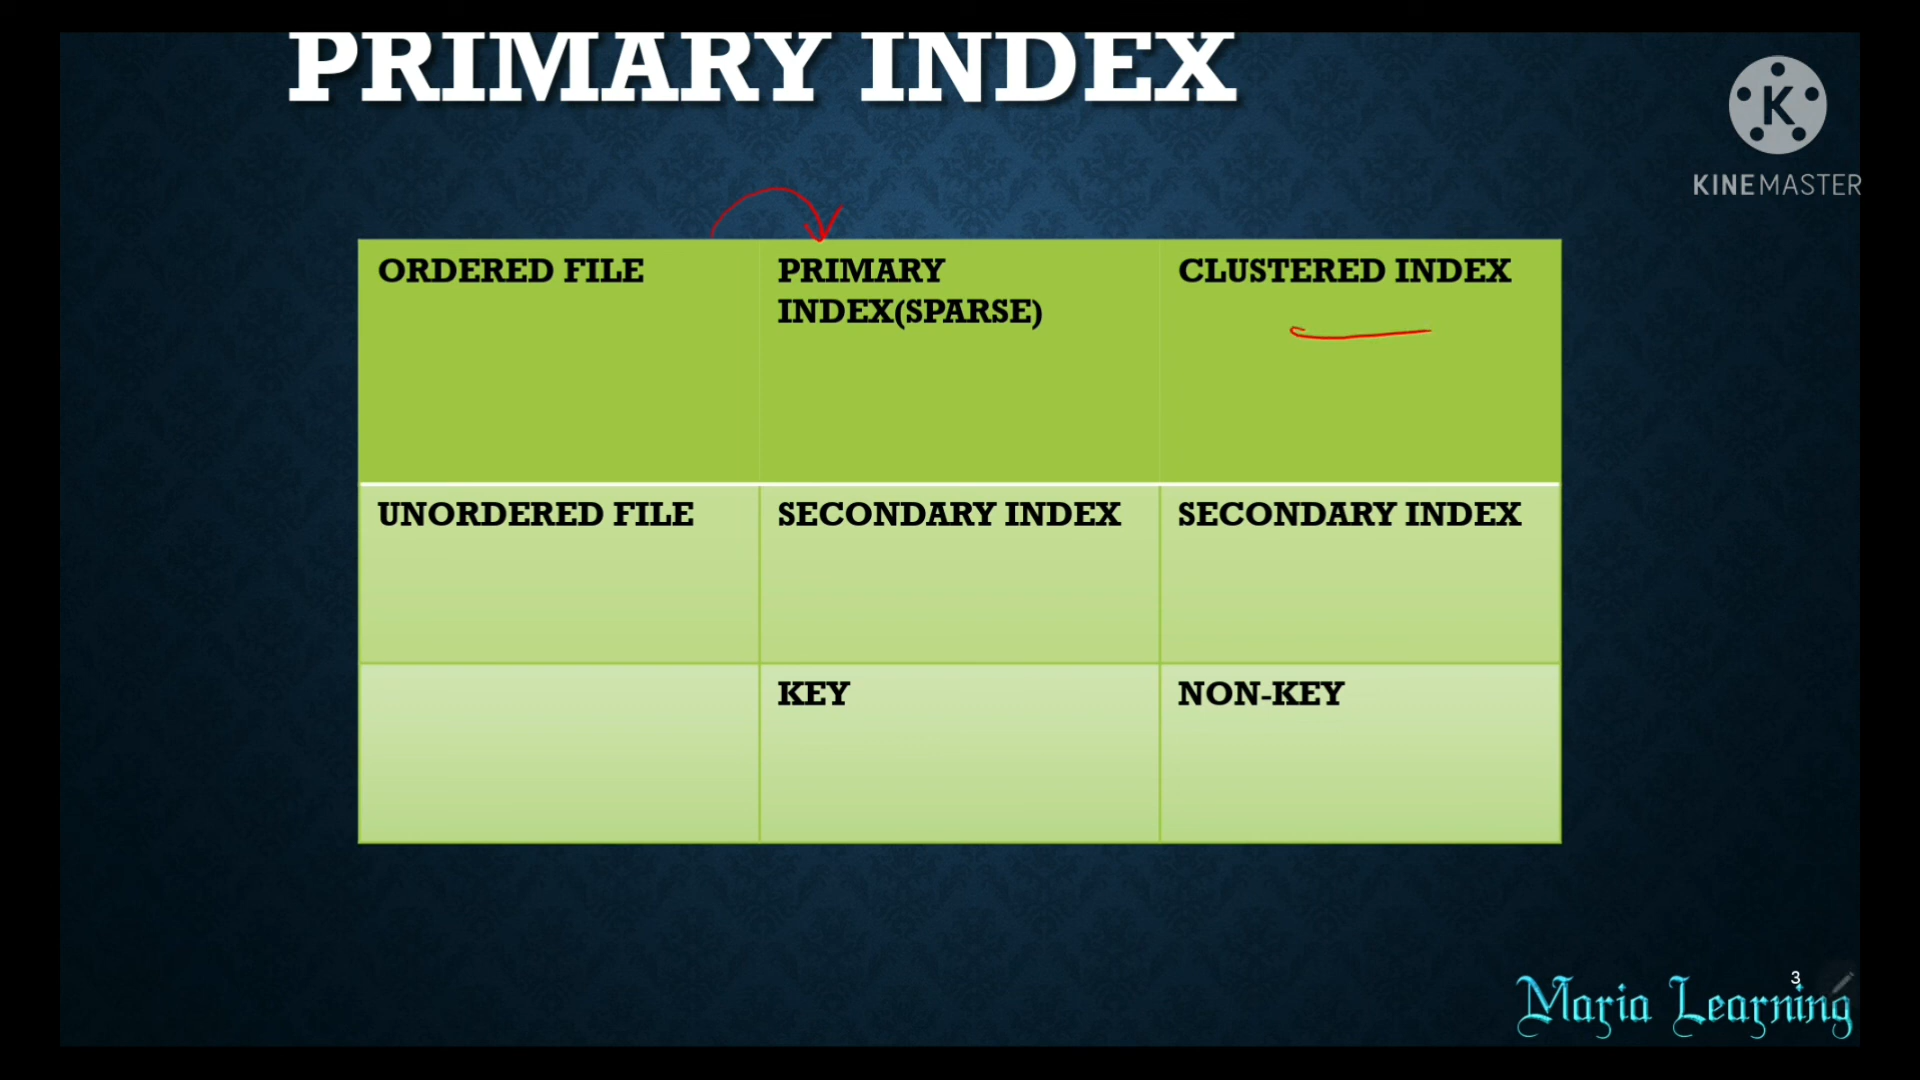 PRIMARY INDEX
K
KINEMASTER
ORDERED FILE
PRIMARY
INDEX(SPARSE)
CLUSTERED INDEX
UNORDERED FILE
SECONDARY INDEX
SECONDARY INDEX
KEY
NON-KEY
3
Maria Learning